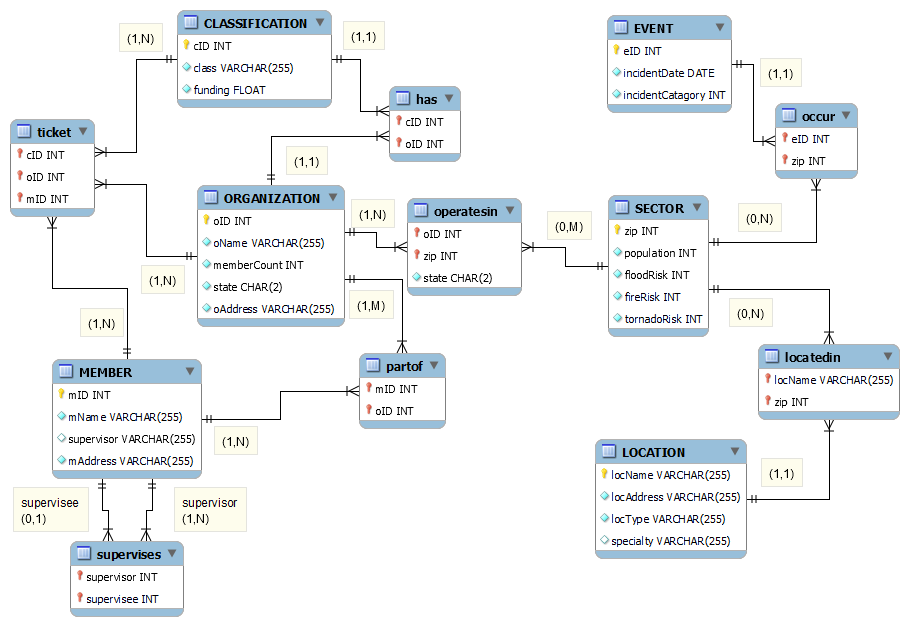 CLASSIFICATION
cID INT
class VARCHAR(255)
funding FLOAT
(1,N)
(1,1)
has
cID INT
oID INT
(1,1)
ticket
cID INT
oID INT
mID INT
(1,N)
ORGANIZATION
oID INT
oName VARCHAR(255)
memberCount INT
state CHAR(2)
oAddress VARCHAR(255)
(1,N)
operatesin
oID INT
zip INT
state CHAR(2)
(0,M)
EVENT
eID INT
incidentDate DATE
incidentCatagory INT
(1,1)
occur
eID INT
zip INT
SECTOR
zip INT
population INT
floodRisk INT
fireRisk INT
tornadoRisk INT
(0,N)
(0,N)
locatedin
locName VARCHAR(255)
zip INT
LOCATION
locName VARCHAR(255)
locAddress VARCHAR(255)
locType VARCHAR(255)
specialty VARCHAR(255)
(1,1)
(1,M)
partof
mID INT
oID INT
(1,N)
(1,N)
MEMBER
mID INT
mName VARCHAR(255)
supervisor VARCHAR(255)
mAddress VARCHAR(255)
supervisee
(0,1)
supervisor
(1,N)
supervises
supervisor INT
supervisee INT